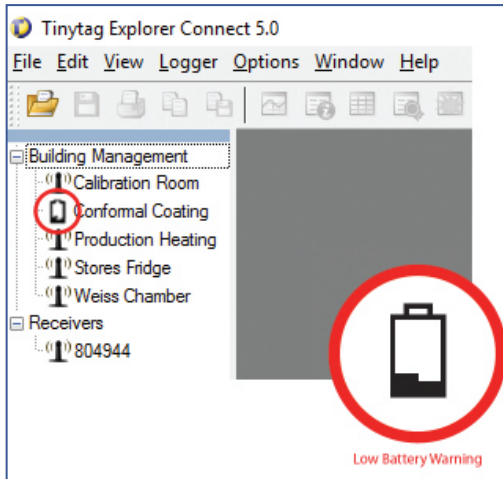 Tinytag Explorer Connect 5.0
File Edit View Logger Options Window Help
Building Management
Calibration Room
Conformal Coating
Production Heating
Stores Fridge
Weiss Chamber
Receivers
804944
Low Battery Warning